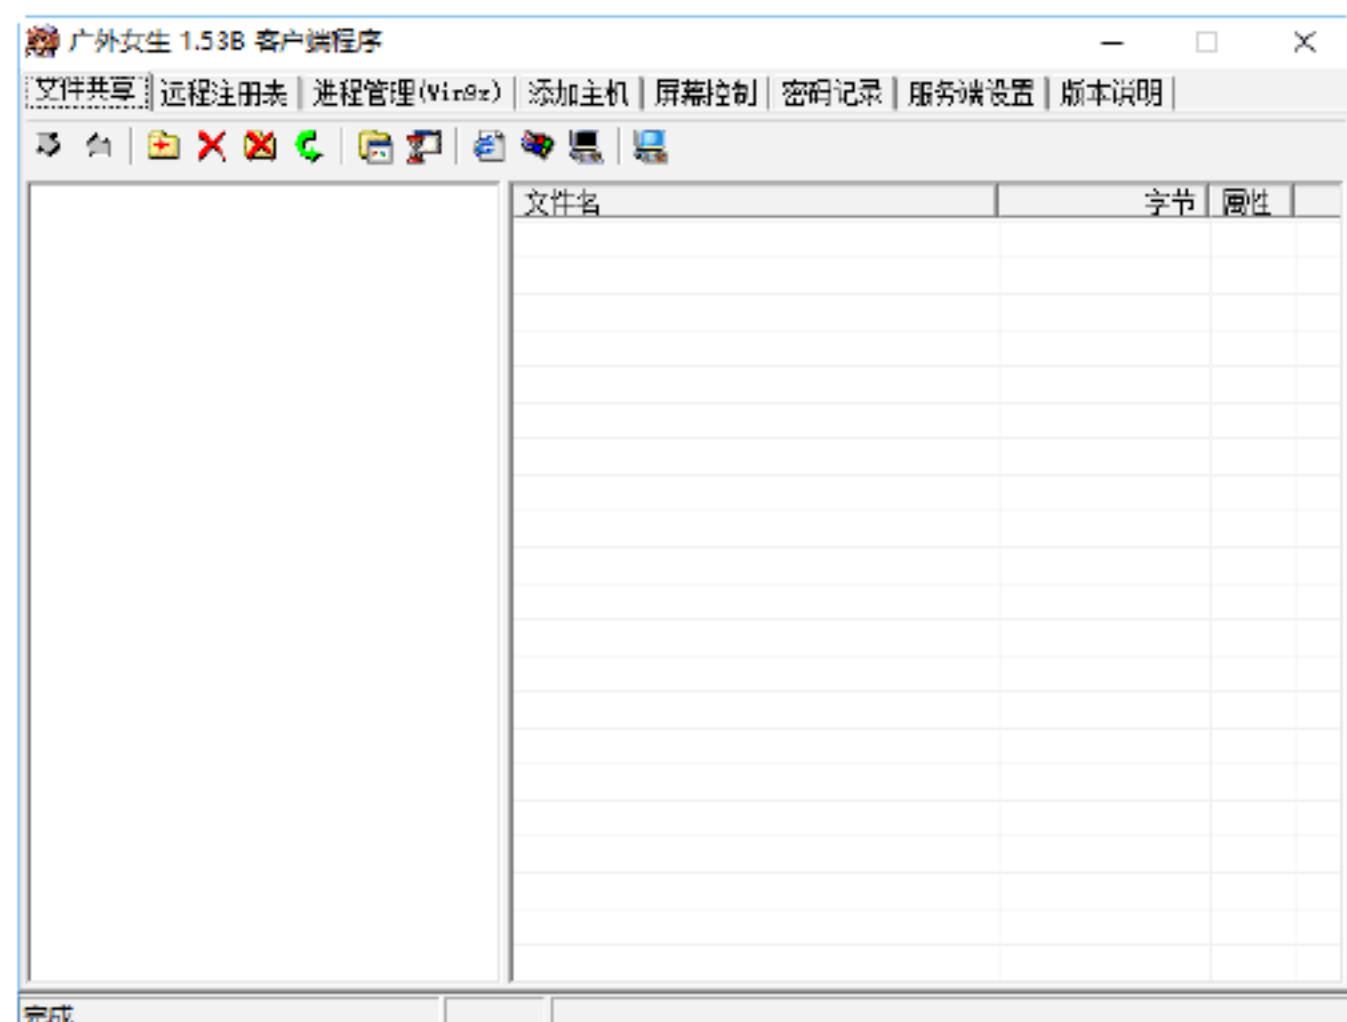 广外女生 1.53B 客户端程序
文件共享 远程注册表 进程管理(Win9x) 添加主机 屏幕控制 密码记录 服务端设置 版本说明
文件名 字节 属性
完成